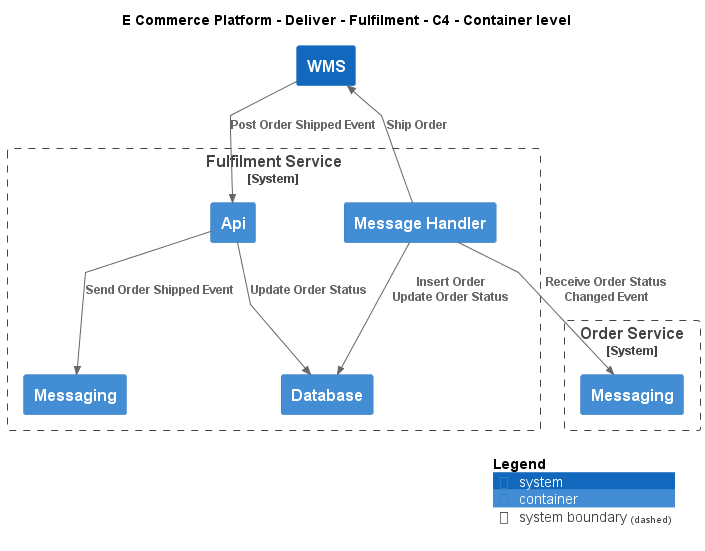 E Commerce Platform - Deliver - Fulfilment - C4 - Container level
WMS
Post Order Shipped Event
Ship Order
Fulfilment Service
[System]
Api
Message Handler
Send Order Shipped Event
Update Order Status
Insert Order
Update Order Status
Receive Order Status
Changed Event
Order Service
[System]
Messaging
Database
Messaging
Legend
system
container
system boundary (dashed)